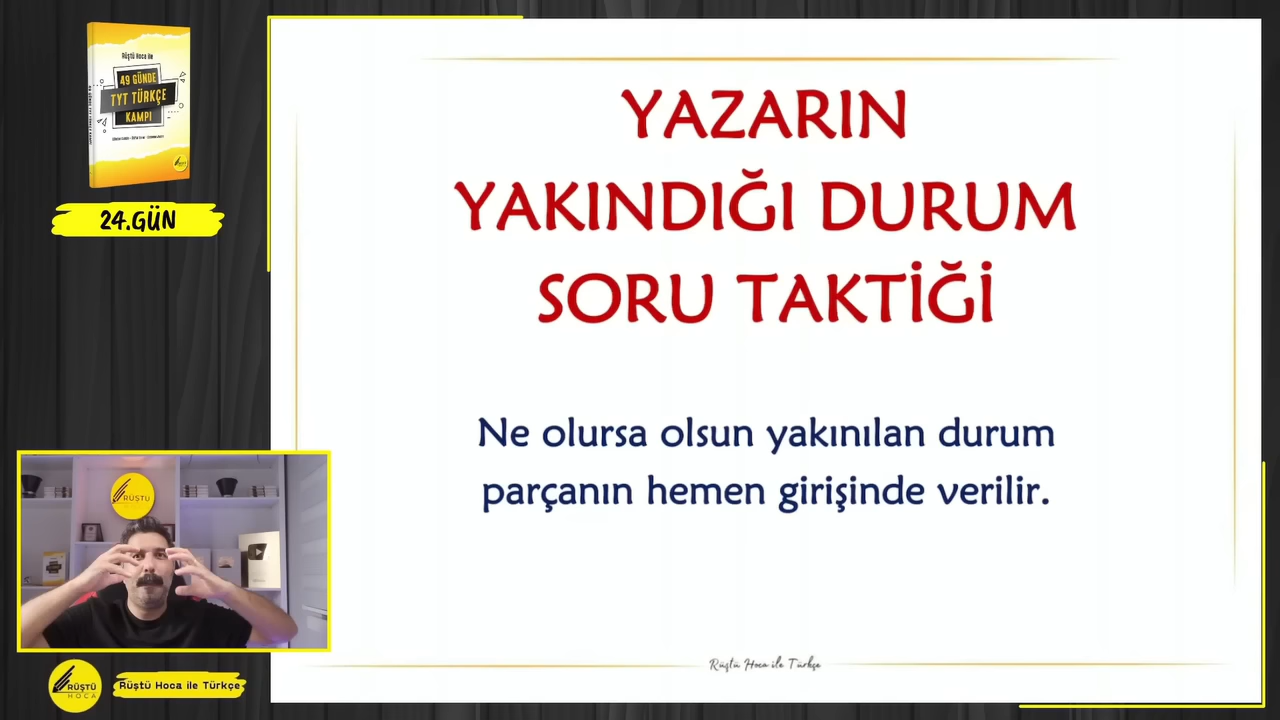 Rüştü Hoca ile
49 GÜNDE
TYT TÜRKÇE
KAMPI
24.GÜN
YAZARIN
YAKINDIĞI DURUM
SORU TAKTİĞİ
Ne olursa olsun yakınılan durum
parçanın hemen girişinde verilir.
Rüştü Hoca ile Türkçe
RÜŞTÜ
RÜŞTÜ
HOCA
Rüştü Hoca ile Türkçe